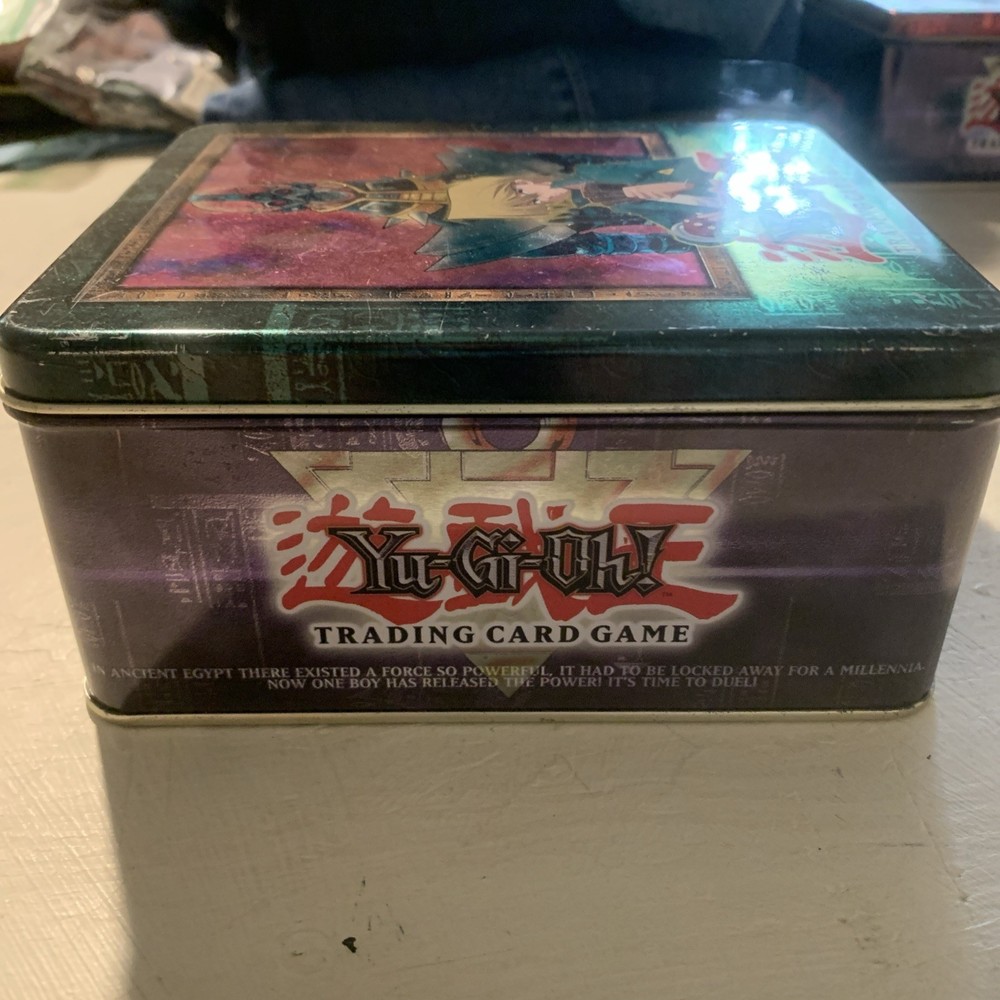 遊戯王
Yu-Gi-Oh!
TRADING CARD GAME
IN ANCIENT EGYPT THERE EXISTED A FORCE SO POWERFUL, IT HAD TO BE LOCKED AWAY FOR A MILLENNIA.
NOW ONE BOY HAS RELEASED THE POWER! IT'S TIME TO DUEL!